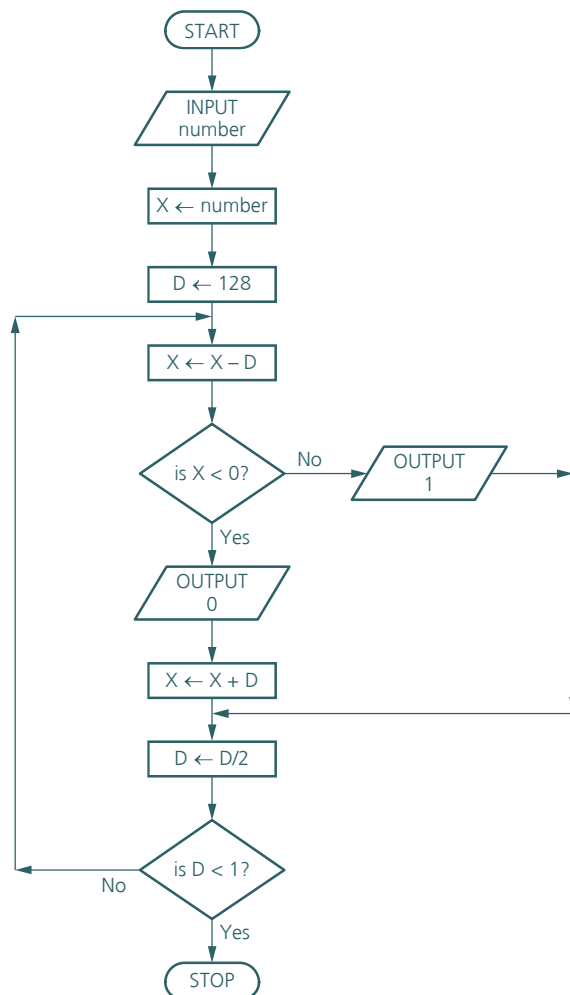 START
INPUT
number
X ← number
D ← 128
X ← X – D
is X < 0?
No
OUTPUT
1
Yes
OUTPUT
0
X ← X + D
D ← D/2
is D < 1?
No
Yes
STOP